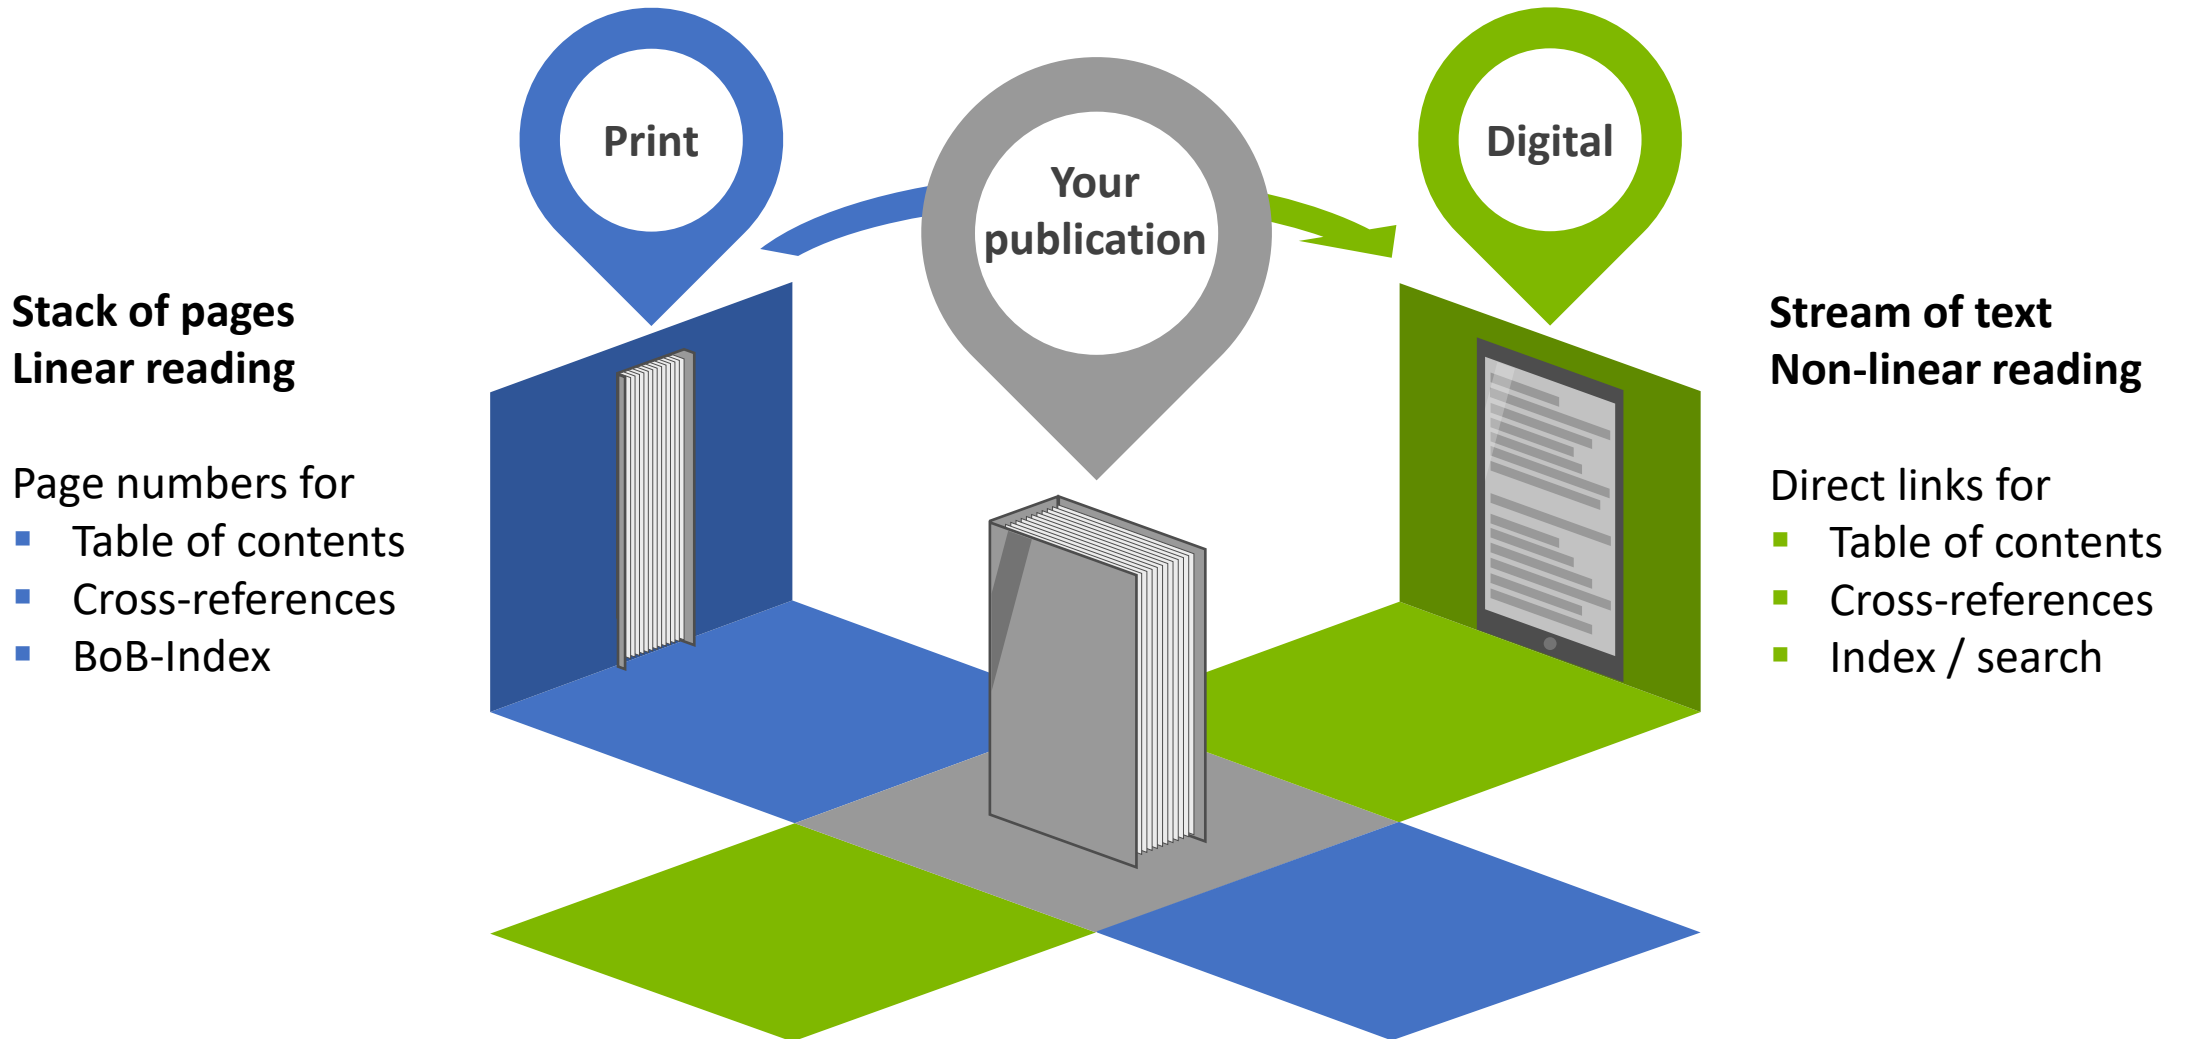 Print
Your
publication
Digital
Stack of pages
Linear reading
Page numbers for
▪ Table of contents
▪ Cross-references
▪ BoB-Index
Stream of text
Non-linear reading
Direct links for
▪ Table of contents
▪ Cross-references
▪ Index / search